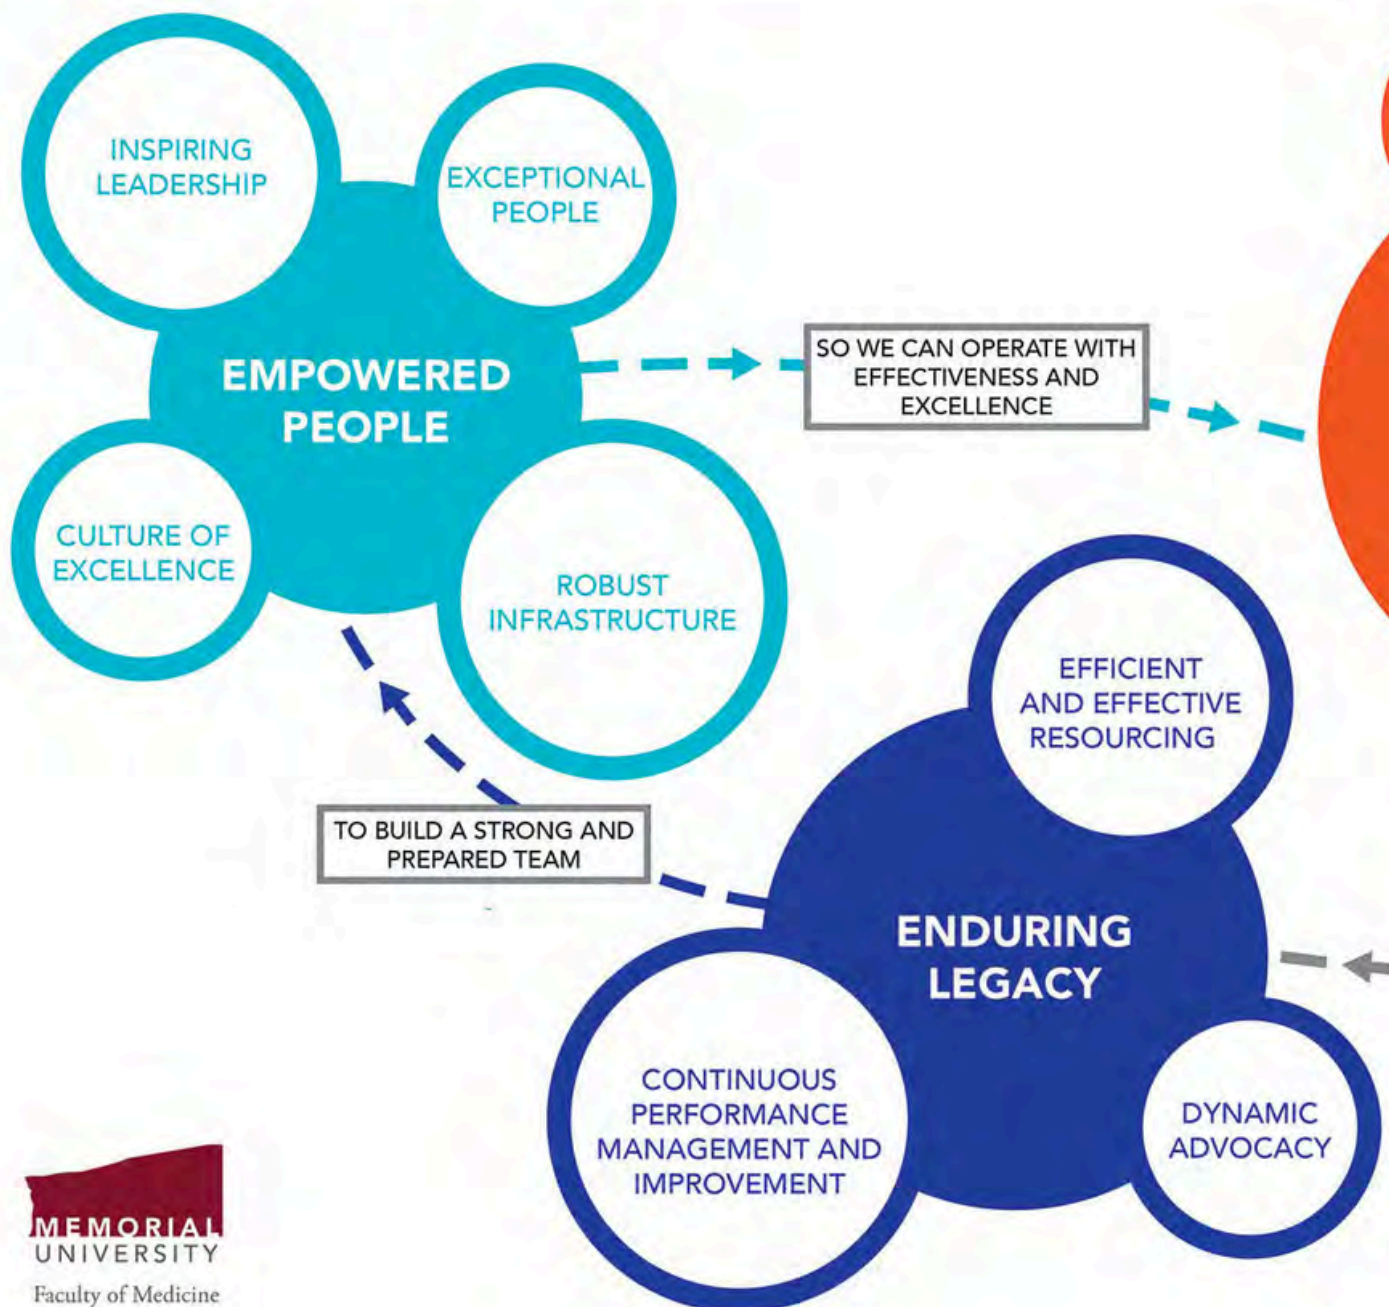 INSPIRING
LEADERSHIP
EXCEPTIONAL
PEOPLE
EMPOWERED
PEOPLE
SO WE CAN OPERATE WITH
EFFECTIVENESS AND
EXCELLENCE
CULTURE OF
EXCELLENCE
ROBUST
INFRASTRUCTURE
EFFICIENT
AND EFFECTIVE
RESOURCING
TO BUILD A STRONG AND
PREPARED TEAM
ENDURING
LEGACY
CONTINUOUS
PERFORMANCE
MANAGEMENT AND
IMPROVEMENT
DYNAMIC
ADVOCACY
MEMORIAL
UNIVERSITY
Faculty of Medicine